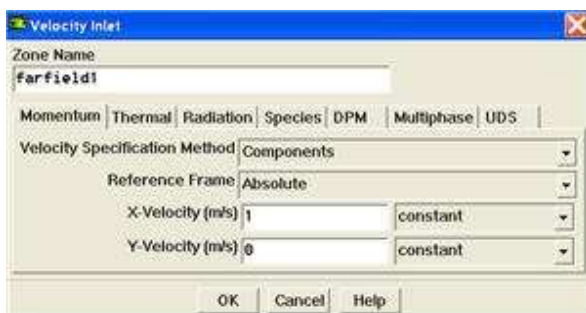 Velocity Inlet
Zone Name
farfield1
Momentum Thermal Radiation Species DPM Multiphase UDS
Velocity Specification Method Components
Reference Frame Absolute
X-Velocity (m/s) 1 constant
Y-Velocity (m/s) 0 constant
OK Cancel Help